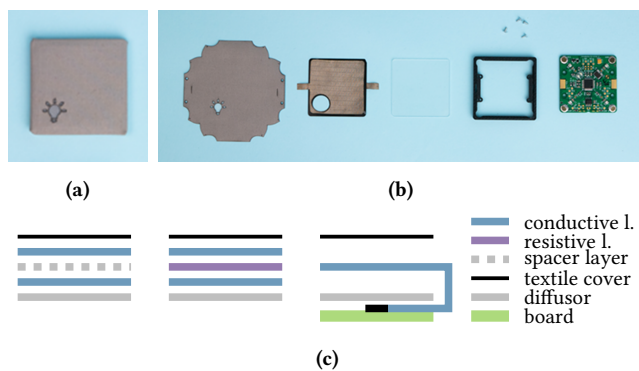 (a)
(b)
conductive l.
resistive l.
spacer layer
textile cover
diffusor
board
(c)